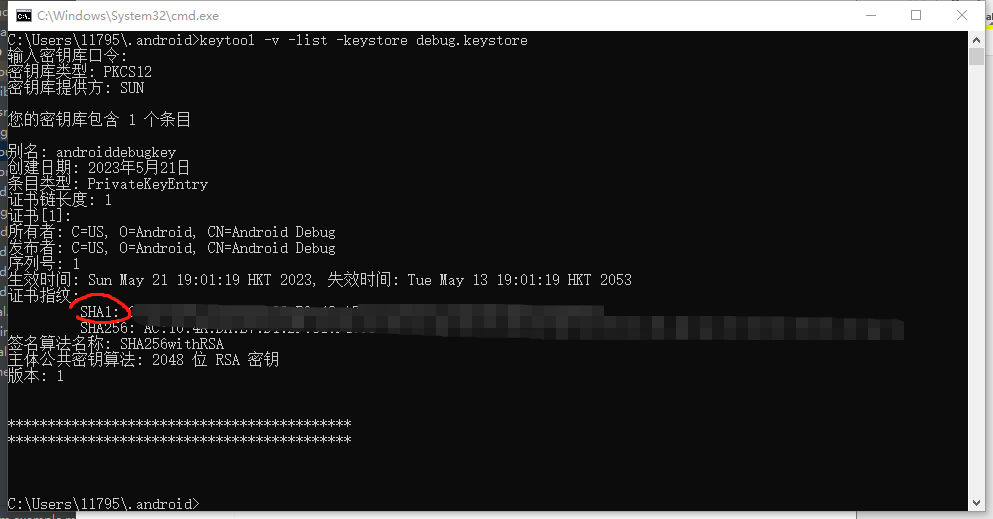 C:\Windows\System32\cmd.exe
C:\Users\11795\.android>keytool -v -list -keystore debug.keystore
输入密钥库口令:
密钥库类型: PKCS12
密钥库提供方: SUN
您的密钥库包含 1 个条目
别名: androiddebugkey
创建日期: 2023年5月21日
条目类型: PrivateKeyEntry
证书链长度: 1
证书[1]:
所有者: C=US, O=Android, CN=Android Debug
发布者: C=US, O=Android, CN=Android Debug
序列号: 1
生效时间: Sun May 21 19:01:19 HKT 2023, 失效时间: Tue May 13 19:01:19 HKT 2053
证书指纹:
SHA1:
SHA256:
签名算法名称: SHA256withRSA
主体公共密钥算法: 2048 位 RSA 密钥
版本: 1
*******************************************
*******************************************
C:\Users\11795\.android>